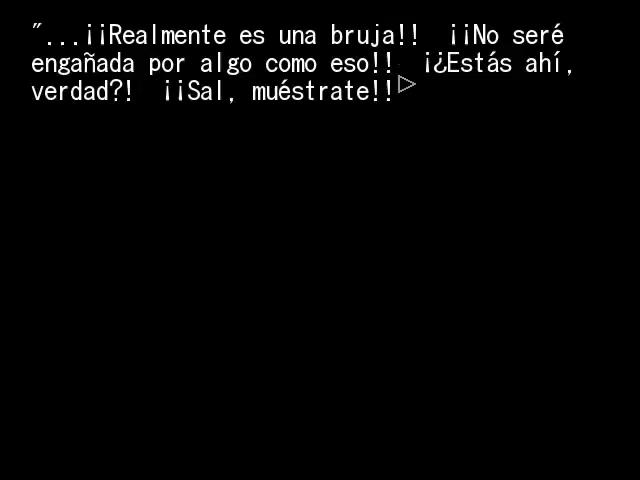 "...¡¡Realmente es una bruja!!  ¡¡No seré
engañada por algo como eso!!  ¡¿Estás ahí,
verdad?!  ¡¡Sal, muéstrate!!